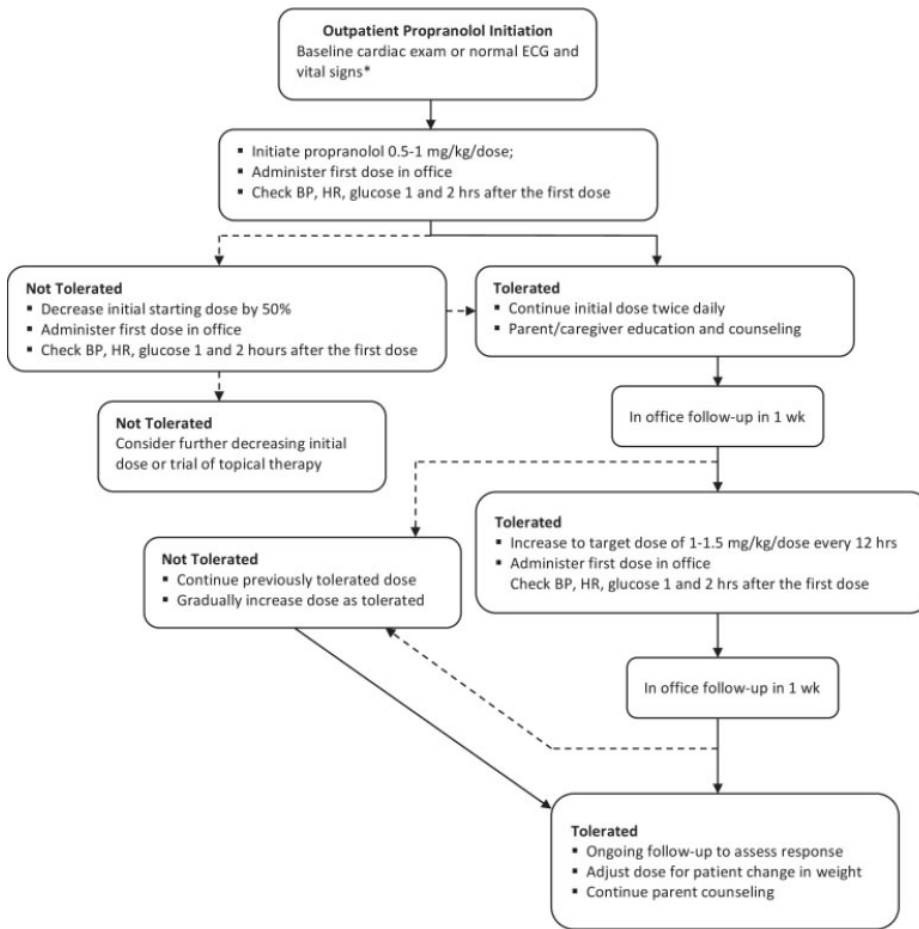 Outpatient Propranolol Initiation
Baseline cardiac exam or normal ECG and
vital signs*
▪ Initiate propranolol 0.5-1 mg/kg/dose;
▪ Administer first dose in office
▪ Check BP, HR, glucose 1 and 2 hrs after the first dose
Not Tolerated
▪ Decrease initial starting dose by 50%
▪ Administer first dose in office
▪ Check BP, HR, glucose 1 and 2 hours after the first dose
Tolerated
▪ Continue initial dose twice daily
▪ Parent/caregiver education and counseling
Not Tolerated
Consider further decreasing initial
dose or trial of topical therapy
In office follow-up in 1 wk
Tolerated
▪ Increase to target dose of 1-1.5 mg/kg/dose every 12 hrs
▪ Administer first dose in office
Check BP, HR, glucose 1 and 2 hrs after the first dose
Not Tolerated
▪ Continue previously tolerated dose
▪ Gradually increase dose as tolerated
In office follow-up in 1 wk
Tolerated
▪ Ongoing follow-up to assess response
▪ Adjust dose for patient change in weight
▪ Continue parent counseling